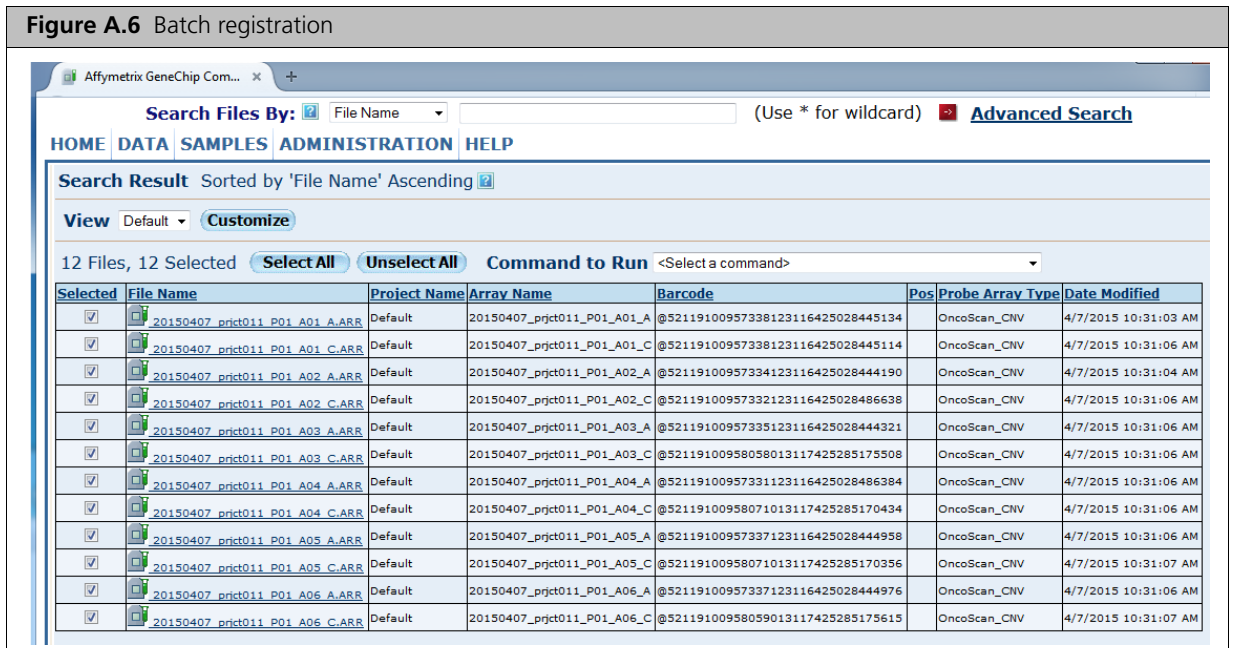 Figure A.6 Batch registration
Affymetrix GeneChip Com... × +
Search Files By: ? File Name (Use * for wildcard) Advanced Search
HOME DATA SAMPLES ADMINISTRATION HELP
Search Result Sorted by 'File Name' Ascending ?
View Default Customize
12 Files, 12 Selected Select All Unselect All Command to Run <Select a command>
Selected File Name Project Name Array Name Barcode Pos Probe Array Type Date Modified
20150407_prjct011_P01_A01_A.ARR Default 20150407_prjct011_P01_A01_A @52119100957338123116425028445134 OncoScan_CNV 4/7/2015 10:31:03 AM
20150407_prjct011_P01_A01_C.ARR Default 20150407_prjct011_P01_A01_C @52119100957338123116425028445114 OncoScan_CNV 4/7/2015 10:31:06 AM
20150407_prjct011_P01_A02_A.ARR Default 20150407_prjct011_P01_A02_A @52119100957334123116425028444190 OncoScan_CNV 4/7/2015 10:31:04 AM
20150407_prjct011_P01_A02_C.ARR Default 20150407_prjct011_P01_A02_C @52119100957332123116425028486638 OncoScan_CNV 4/7/2015 10:31:06 AM
20150407_prjct011_P01_A03_A.ARR Default 20150407_prjct011_P01_A03_A @52119100957335123116425028444321 OncoScan_CNV 4/7/2015 10:31:06 AM
20150407_prjct011_P01_A03_C.ARR Default 20150407_prjct011_P01_A03_C @52119100958058013117425285175508 OncoScan_CNV 4/7/2015 10:31:06 AM
20150407_prjct011_P01_A04_A.ARR Default 20150407_prjct011_P01_A04_A @52119100957331123116425028486384 OncoScan_CNV 4/7/2015 10:31:06 AM
20150407_prjct011_P01_A04_C.ARR Default 20150407_prjct011_P01_A04_C @52119100958071013117425285170434 OncoScan_CNV 4/7/2015 10:31:06 AM
20150407_prjct011_P01_A05_A.ARR Default 20150407_prjct011_P01_A05_A @52119100957337123116425028444958 OncoScan_CNV 4/7/2015 10:31:06 AM
20150407_prjct011_P01_A05_C.ARR Default 20150407_prjct011_P01_A05_C @52119100958071013117425285170356 OncoScan_CNV 4/7/2015 10:31:07 AM
20150407_prjct011_P01_A06_A.ARR Default 20150407_prjct011_P01_A06_A @52119100957337123116425028444976 OncoScan_CNV 4/7/2015 10:31:06 AM
20150407_prjct011_P01_A06_C.ARR Default 20150407_prjct011_P01_A06_C @52119100958059013117425285175615 OncoScan_CNV 4/7/2015 10:31:07 AM